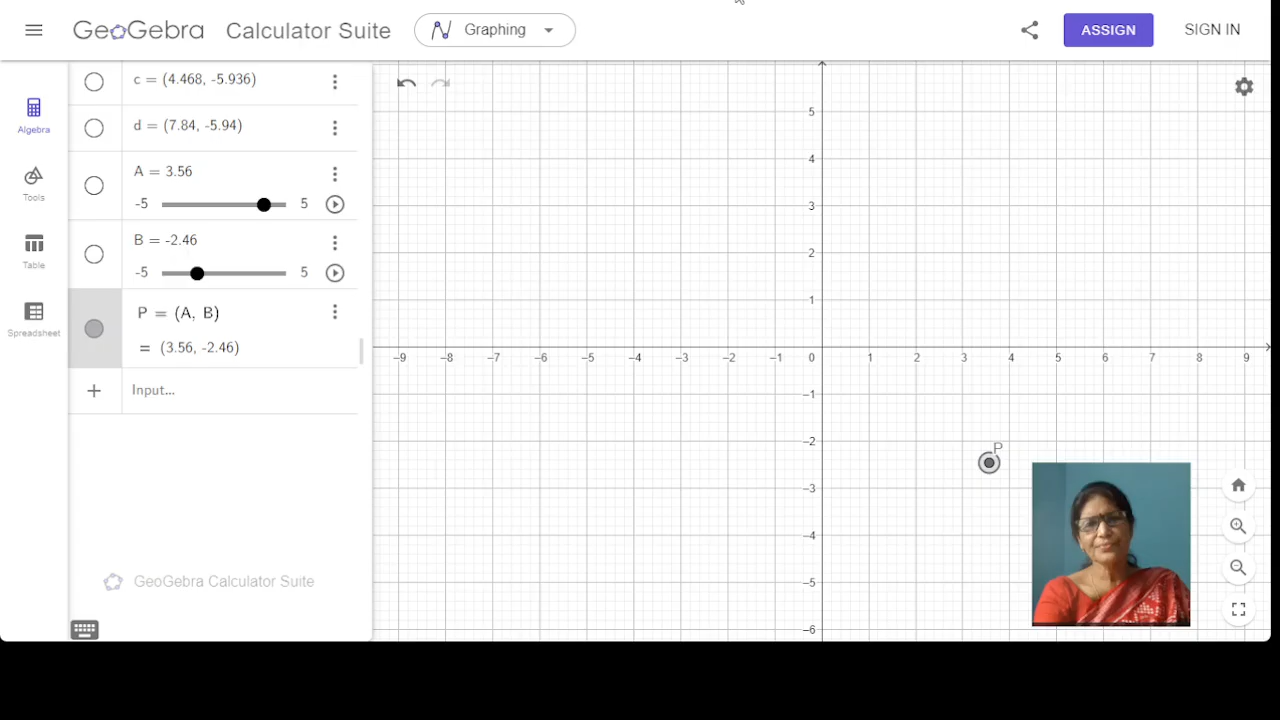 GeoGebra Calculator Suite Graphing ASSIGN SIGN IN
Algebra
Tools
Table
Spreadsheet
c = (4.468, -5.936)
d = (7.84, -5.94)
A = 3.56
-5 5
B = -2.46
-5 5
P = (A, B)
= (3.56, -2.46)
+ Input...
GeoGebra Calculator Suite
5
4
3
2
1
−9 −8 −7 −6 −5 −4 −3 −2 −1 0 1 2 3 4 5 6 7 8 9
−1
−2
P
−3
−4
−5
−6